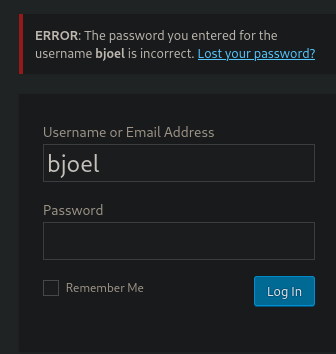 ERROR: The password you entered for the
username bjoel is incorrect. Lost your password?
Username or Email Address
bjoel
Password
Remember Me
Log In